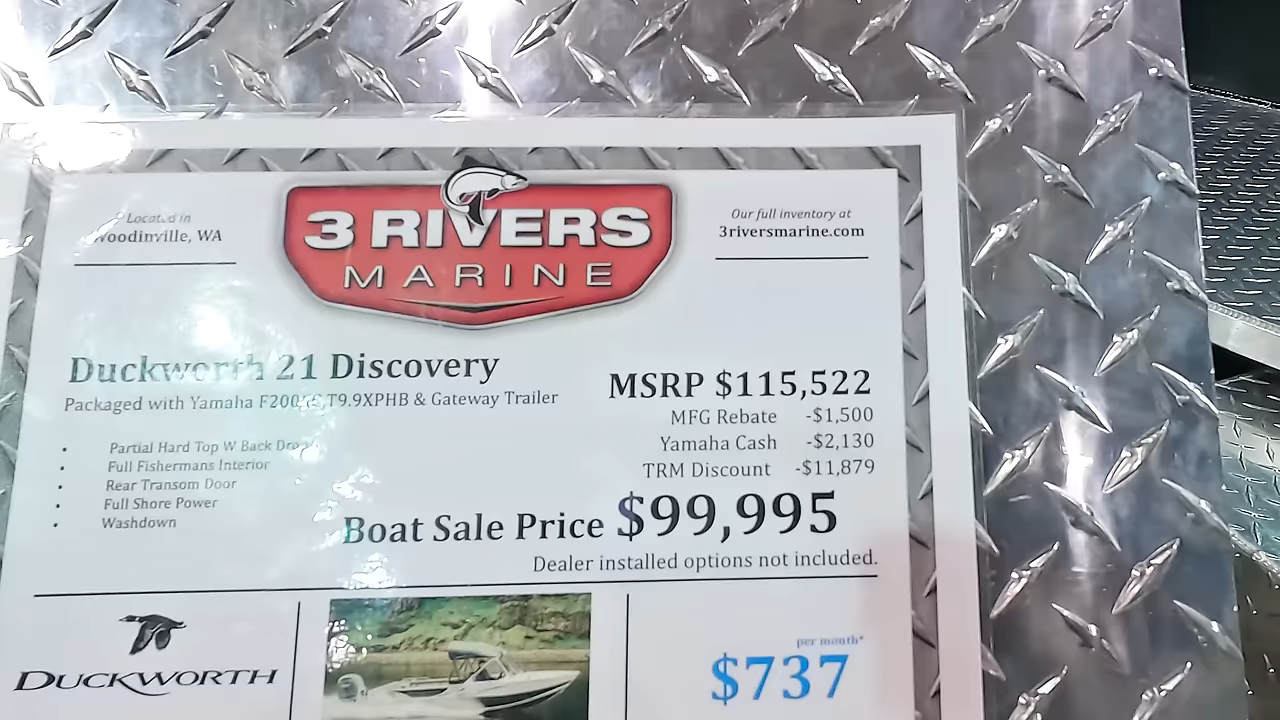 Located in
Woodinville, WA
3 RIVERS
MARINE
Our full inventory at
3riversmarine.com
Duckworth 21 Discovery
Packaged with Yamaha T9.9XPHB & Gateway Trailer
MSRP $115,522
MFG Rebate -$1,500
Yamaha Cash -$2,130
TRM Discount -$11,879
• Partial Hard Top W Back
• Full Fishermans Interior
• Rear Transom Door
• Full Shore Power
• Washdown
Boat Sale Price $99,995
Dealer installed options not included.
DUCKWORTH
per month*
$737